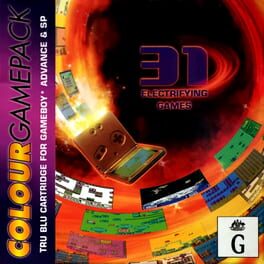 COLOURGAMEPACK
TRU BLU CARTRIDGE FOR GAMEBOY® ADVANCE & SP
31
ELECTRIFYING
GAMES
G